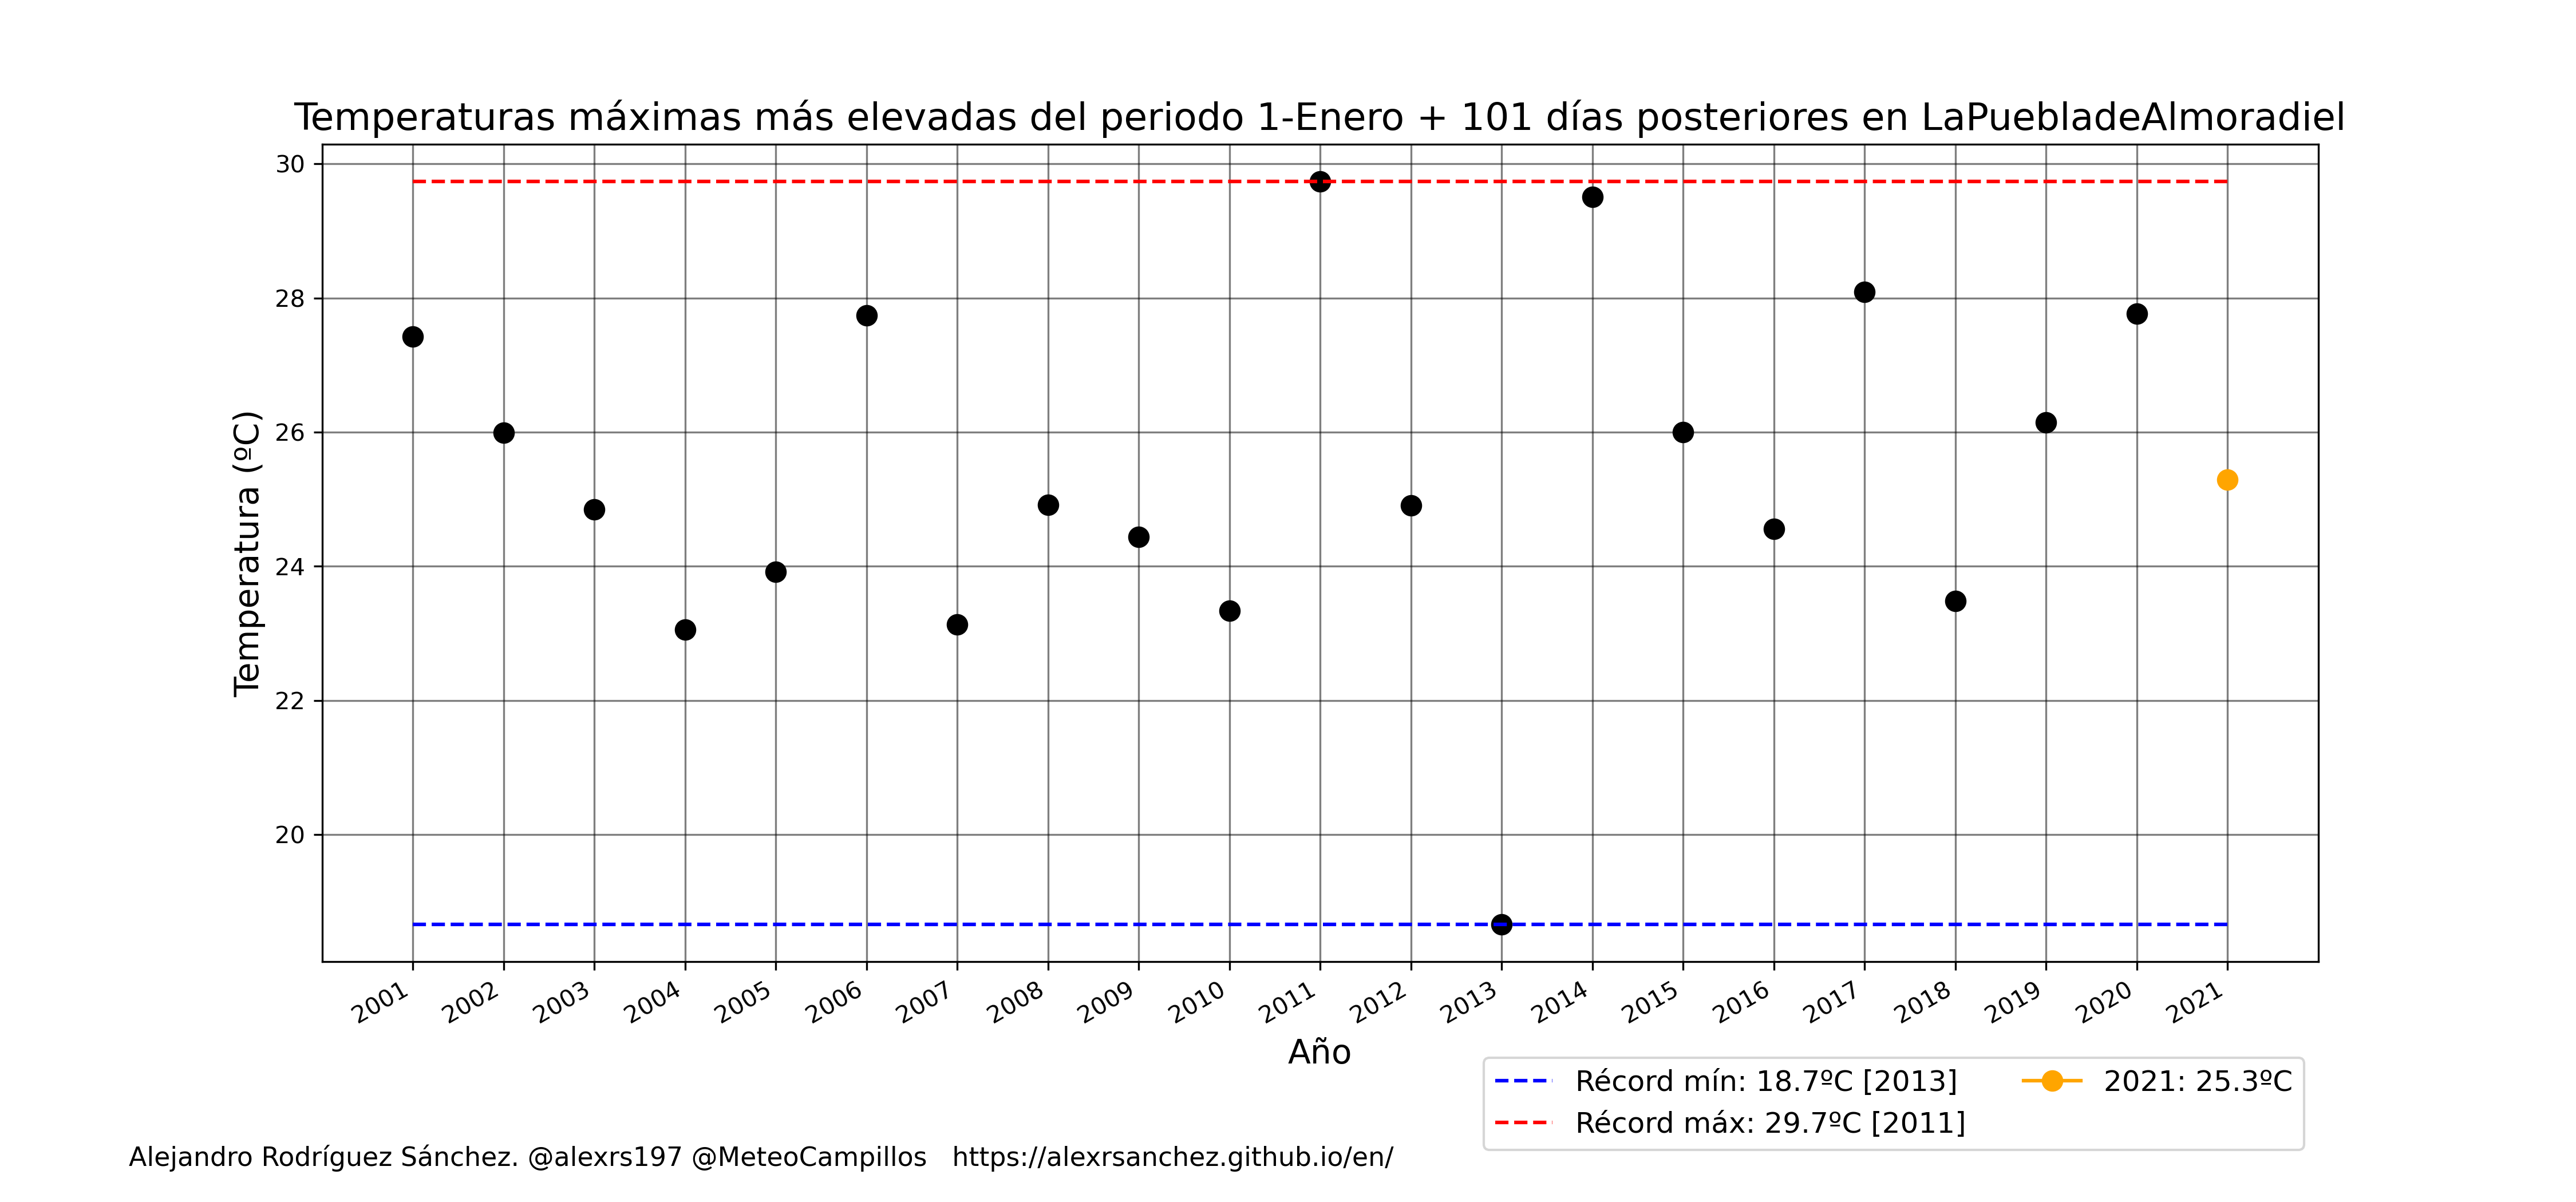 Temperaturas máximas más elevadas del periodo 1-Enero + 101 días posteriores en LaPuebladeAlmoradiel
Temperatura (ºC)
30
28
26
24
22
20
2001 2002 2003 2004 2005 2006 2007 2008 2009 2010 2011 2012 2013 2014 2015 2016 2017 2018 2019 2020 2021
Año
Récord mín: 18.7ºC [2013]
Récord máx: 29.7ºC [2011]
2021: 25.3ºC
Alejandro Rodríguez Sánchez. @alexrs197 @MeteoCampillos https://alexrsanchez.github.io/en/